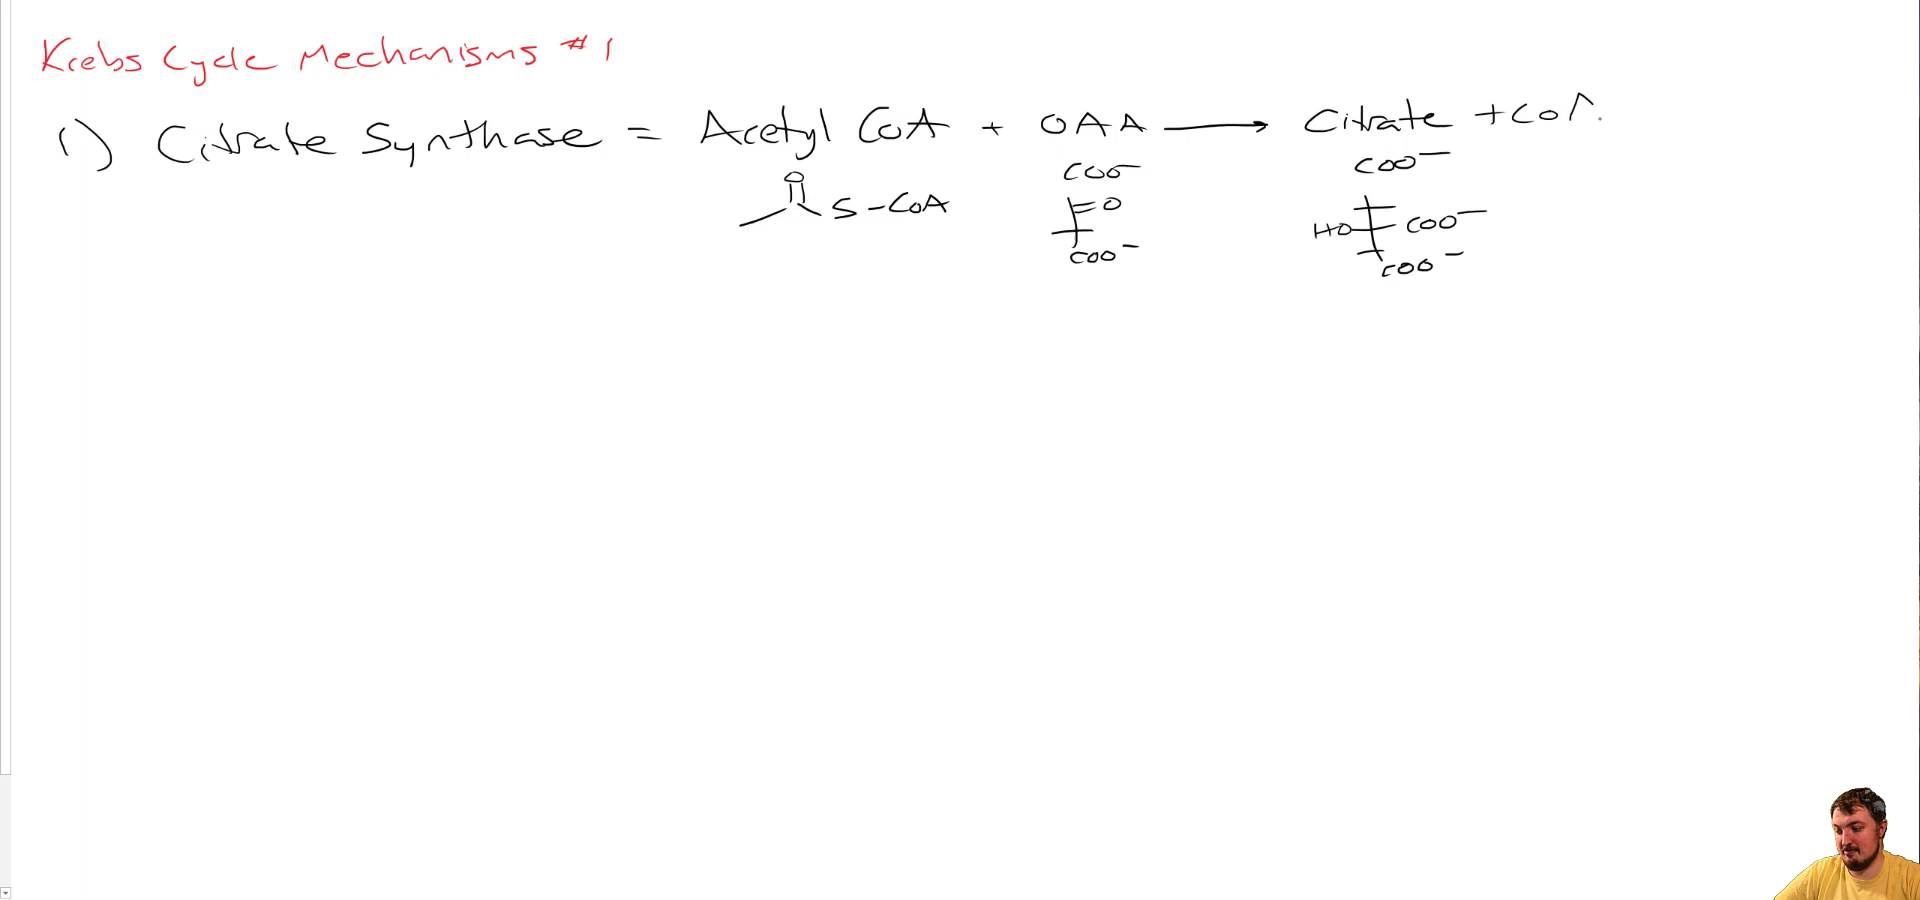 Krebs Cycle Mechanisms #1
1) Citrate Synthase = Acetyl CoA + OAA ⟶ Citrate + CoA
COO⁻ COO⁻
O S-CoA =O HO COO⁻
COO⁻ COO⁻